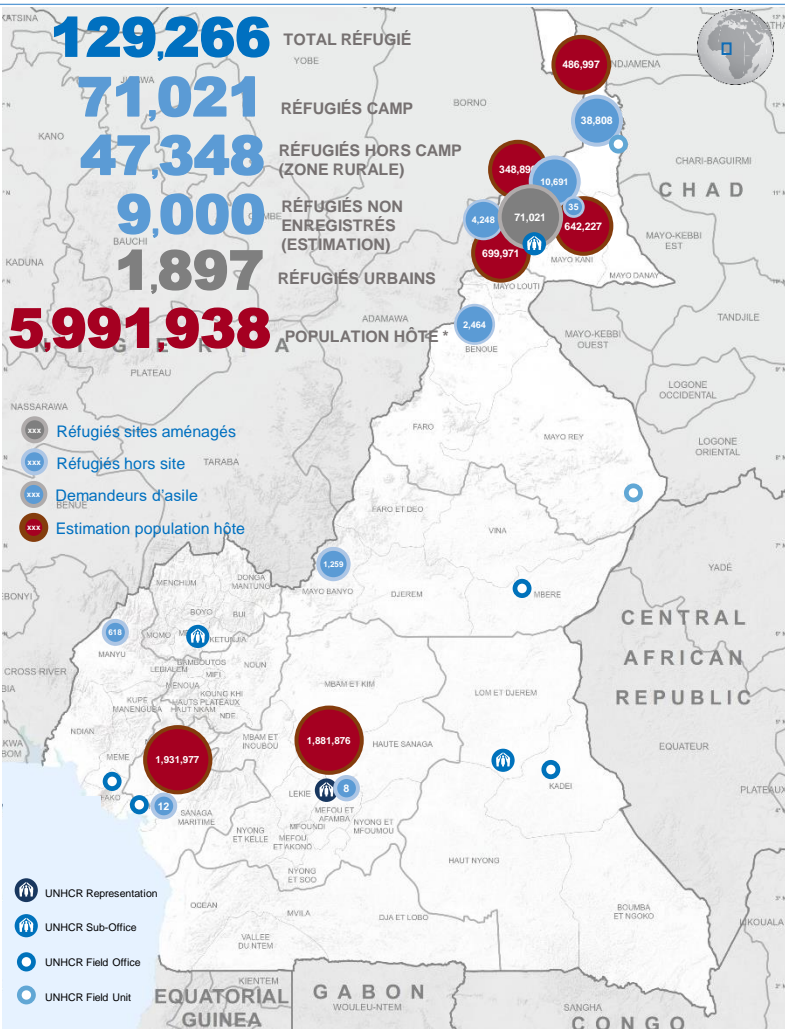 129,266 TOTAL RÉFUGIÉ
71,021 RÉFUGIÉS CAMP
47,348 RÉFUGIÉS HORS CAMP
(ZONE RURALE)
9,000 RÉFUGIÉS NON
ENREGISTRÉS
(ESTIMATION)
1,897 RÉFUGIÉS URBAINS
5,991,938 POPULATION HÔTE *
xxx Réfugiés sites aménagés
xxx Réfugiés hors site
xxx Demandeurs d'asile
xxx Estimation population hôte
KATSINA
YOBE
KANO
BORNO
BAUCHI
KADUNA
ADAMAWA
NIGERIA
PLATEAU
NASSARAWA
TARABA
BENUE
EBONYI
CROSS RIVER
NDJAMENA
CHARI-BAGUIRMI
CHAD
MAYO-KEBBI
EST
TANDJILE
MAYO-KEBBI
OUEST
LOGONE
OCCIDENTAL
LOGONE
ORIENTAL
486,997
38,808
10,691
35
4,248
71,021
642,227
699,971
MAYO KANI
MAYO DANAY
MAYO LOUTI
2,464
BENOUE
FARO
MAYO REY
FARO ET DEO
VINA
1,259
MAYO BANYO
DJEREM
MBERE
YADÉ
CENTRAL
AFRICAN
REPUBLIC
EQUATEUR
PLATEAUX
DONGA
MANTUNG
MENCHUM
BOYO
BUI
618
MANYU
MOMO
BAMBOUTOS
LEBIALEM
MIFI
MENOUA
NOUN
KOUNG KHI
HAUTS PLATEAUX
KUPE
MANENGUBA
HAUT NKAM
NDE
NDIAN
MBAM ET KIM
LOM ET DJEREM
MBAM ET
INOUBOU
1,931,977
1,881,876
HAUTE SANAGA
MEME
FAKO
12
SANAGA
MARITIME
LEKIE
8
MEFOU ET
AFAMBA
MFOUNDI
NYONG ET
MFOUMOU
MEFOU
ET AKONO
NYONG
ET KELLE
NYONG
ET SOO
KADEI
HAUT NYONG
BOUMBA
ET NGOKO
OCEAN
MVILA
DJA ET LOBO
VALLEE
DU NTEM
UNHCR Representation
UNHCR Sub-Office
UNHCR Field Office
UNHCR Field Unit
KIENTEM
EQUATORIAL
GUINEA
GABON
WOULEU-NTEM
SANGHA
CONGO
LIKOUALA